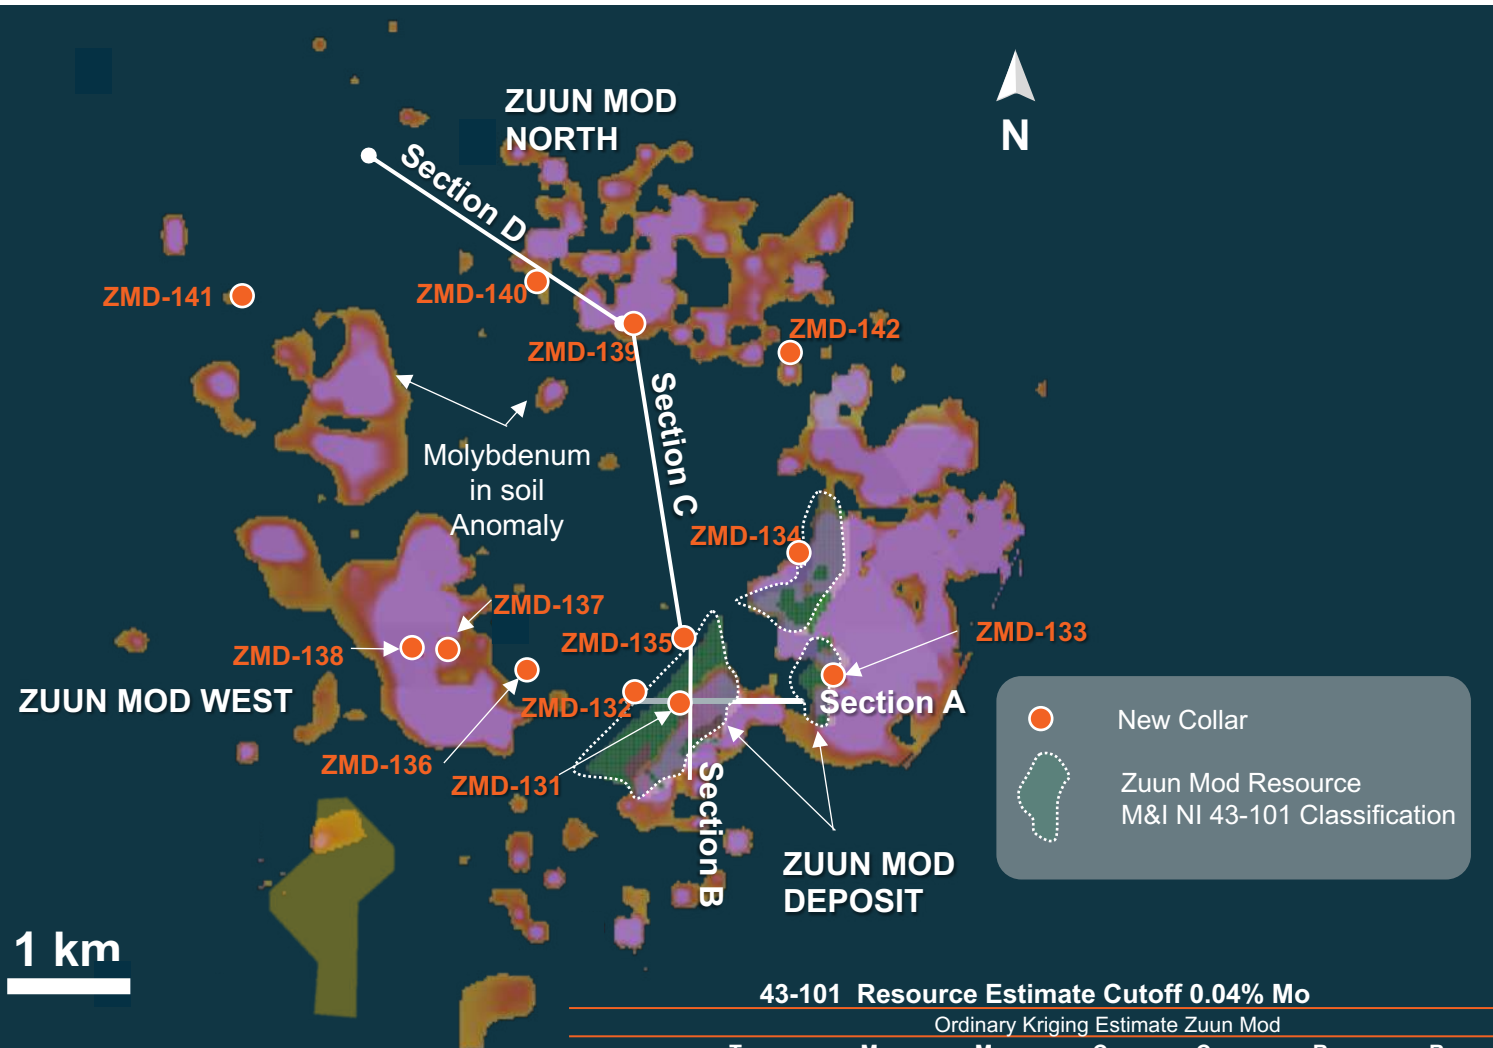 ZUUN MOD
NORTH
N
Section D
ZMD-141
ZMD-140
ZMD-142
ZMD-139
Section C
Molybdenum
in soil
Anomaly
ZMD-134
ZMD-137
ZMD-135
ZMD-133
ZMD-138
ZUUN MOD WEST
ZMD-132
Section A
New Collar
ZMD-136
ZMD-131
Section B
Zuun Mod Resource
M&I NI 43-101 Classification
ZUUN MOD
DEPOSIT
1 km
43-101 Resource Estimate Cutoff 0.04% Mo
Ordinary Kriging Estimate Zuun Mod